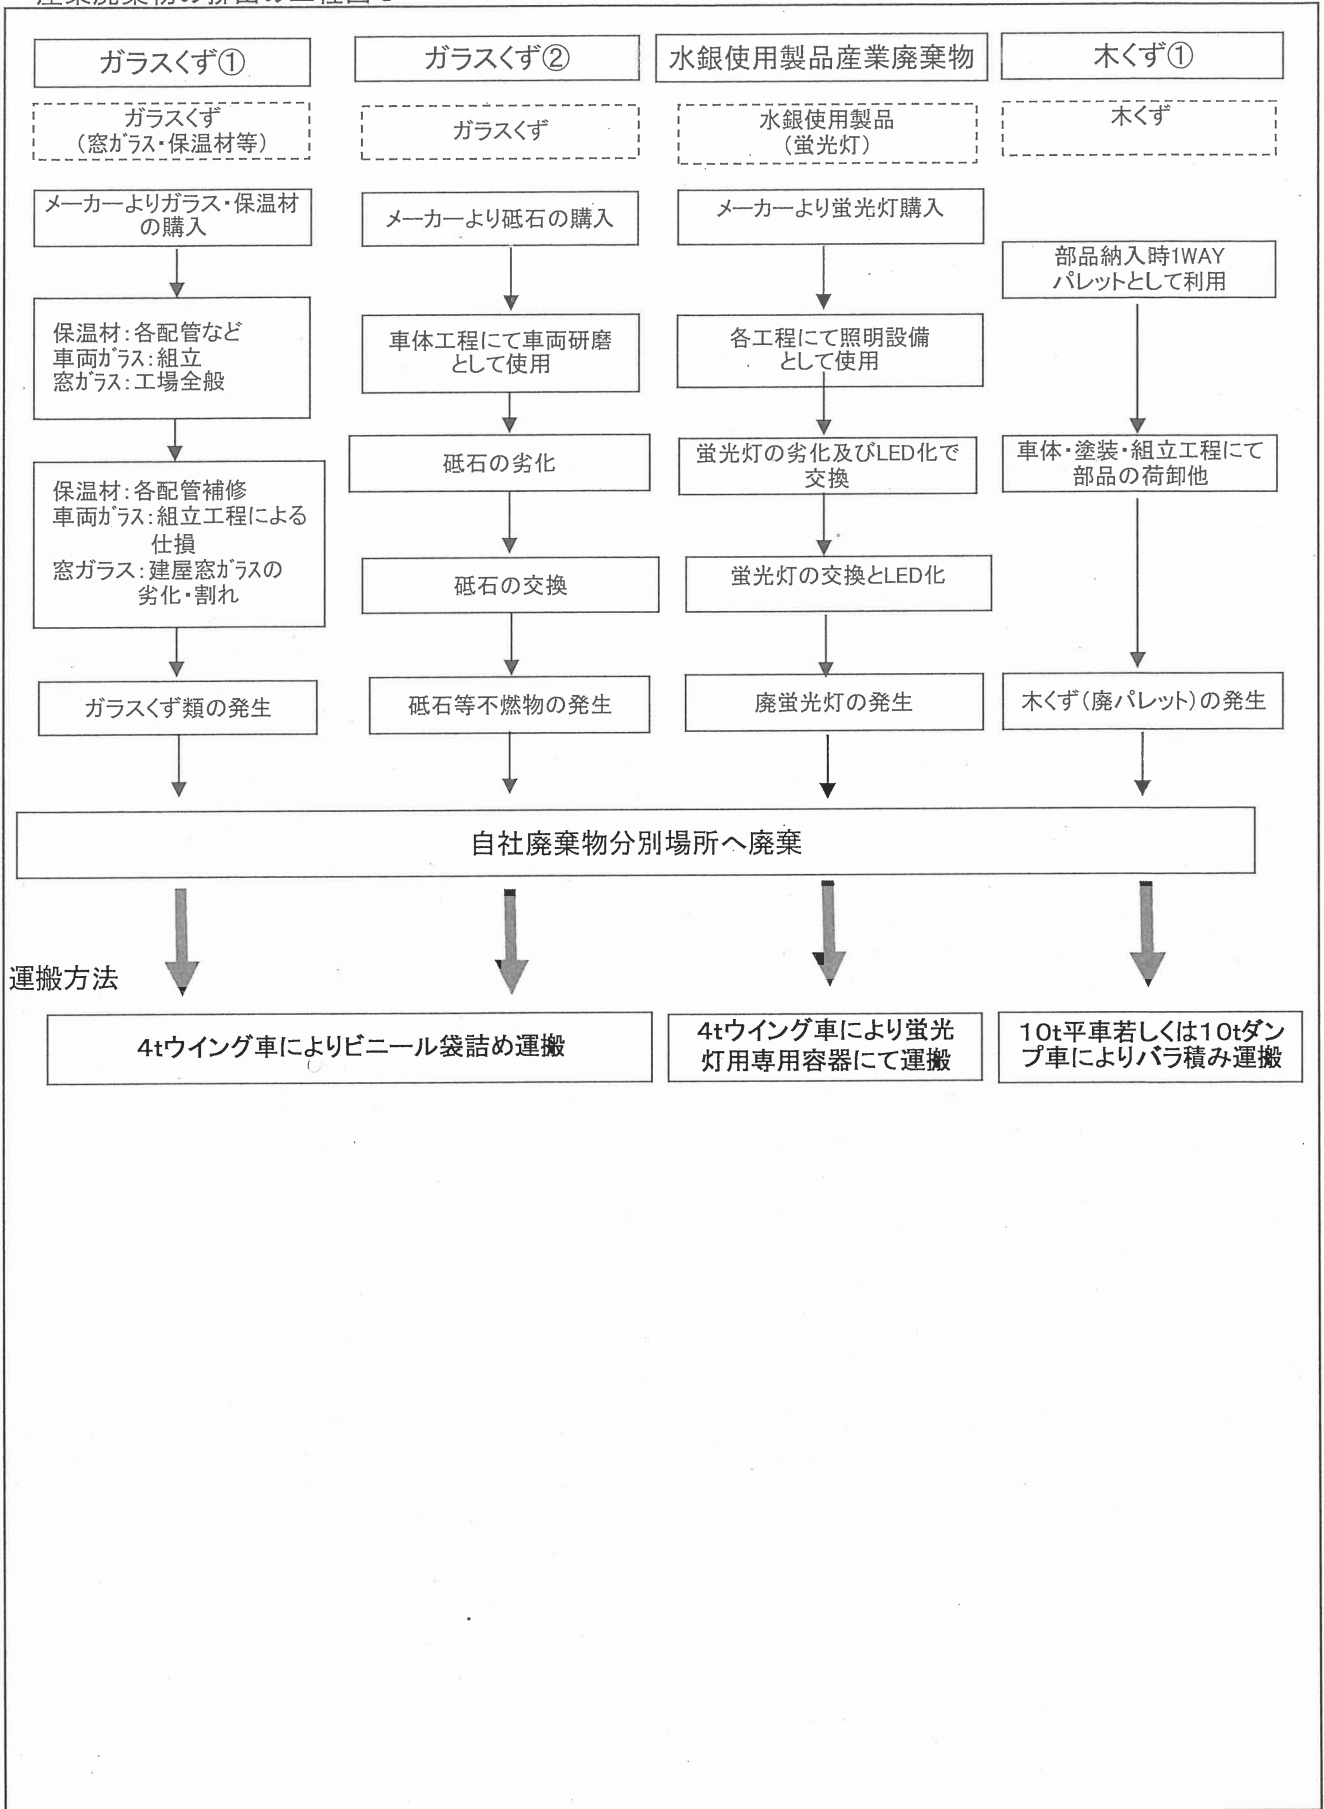 ガラスくず①
ガラスくず
(窓ガラス・保温材等)
メーカーよりガラス・保温材
の購入
保温材:各配管など
車両ガラス:組立
窓ガラス:工場全般
保温材:各配管補修
車両ガラス:組立工程による
仕損
窓ガラス:建屋窓ガラスの
劣化・割れ
ガラスくず類の発生
ガラスくず②
ガラスくず
メーカーより砥石の購入
車体工程にて車両研磨
として使用
砥石の劣化
砥石の交換
砥石等不燃物の発生
水銀使用製品産業廃棄物
水銀使用製品
(蛍光灯)
メーカーより蛍光灯購入
各工程にて照明設備
として使用
蛍光灯の劣化及びLED化で
交換
蛍光灯の交換とLED化
廃蛍光灯の発生
木くず①
木くず
部品納入時1WAY
パレットとして利用
車体・塗装・組立工程にて
部品の荷卸他
木くず(廃パレット)の発生
自社廃棄物分別場所へ廃棄
運搬方法
4tウイング車によりビニール袋詰め運搬
4tウイング車により蛍光
灯用専用容器にて運搬
10t平車若しくは10tダン
プ車によりバラ積み運搬